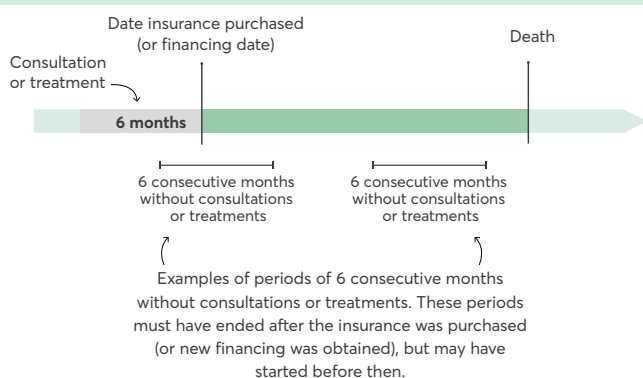 Date insurance purchased
(or financing date)
Death
Consultation
or treatment
6 months
6 consecutive months
without consultations
or treatments
6 consecutive months
without consultations
or treatments
Examples of periods of 6 consecutive months
without consultations or treatments. These periods
must have ended after the insurance was purchased
(or new financing was obtained), but may have
started before then.